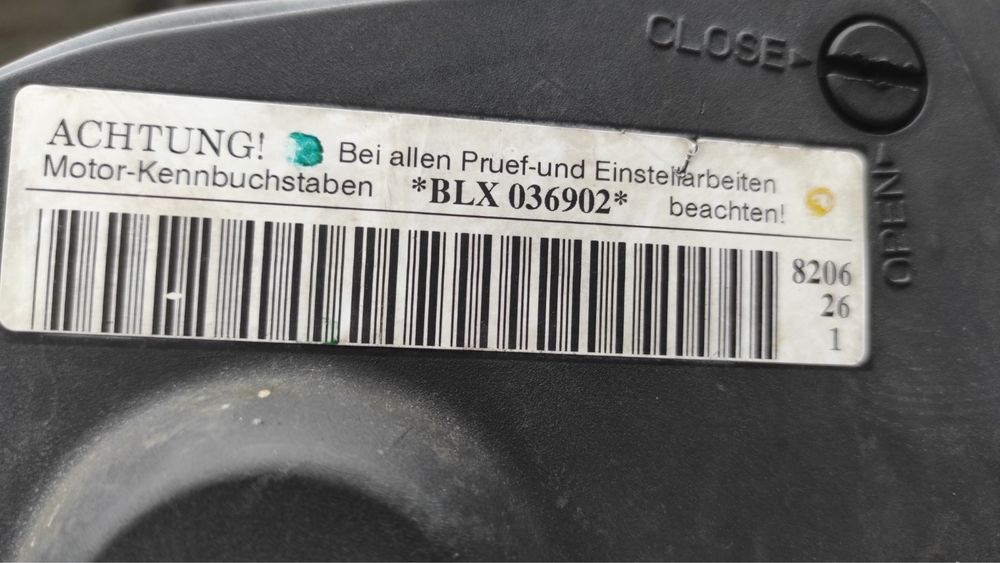 CLOSE
ACHTUNG! Bei allen Pruef-und Einstellarbeiten
Motor-Kennbuchstaben *BLX 036902* beachten!
OPEN
8206
26
1